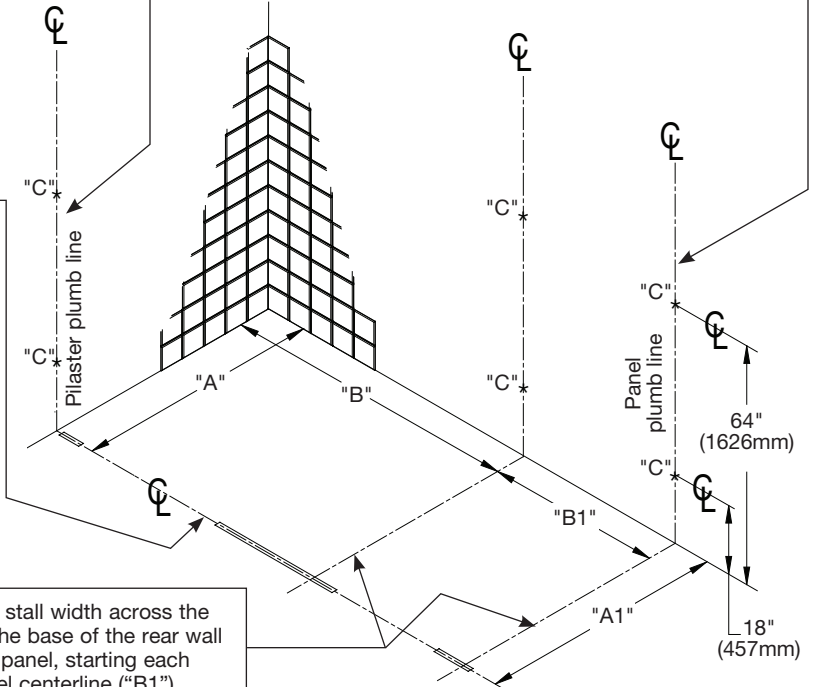 ℄
℄
℄
"C"
"C"
"C"
"C"
"C"
"C"
Pilaster plumb line
Panel
plumb line
℄
64"
(1626mm)
℄
18"
(457mm)
"A"
"B"
"B1"
"A1"
℄
stall width across the
he base of the rear wall
panel, starting each
el centerline (“B1”)